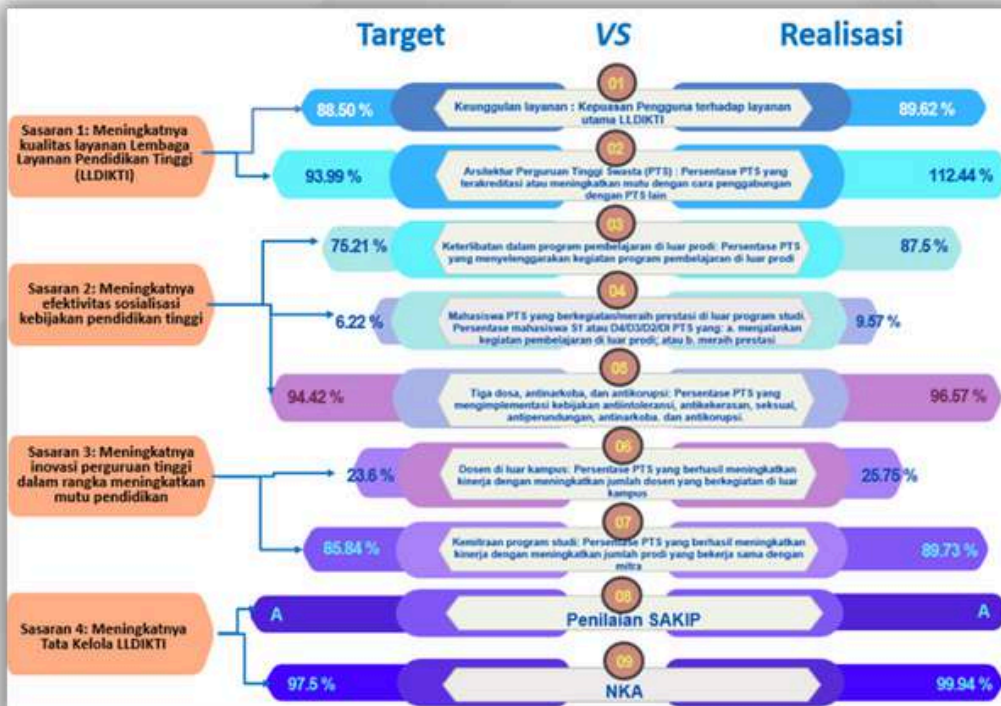 Target VS Realisasi
Sasaran 1: Meningkatnya
kualitas layanan Lembaga
Layanan Pendidikan Tinggi
(LLDIKTI)
01
88.50 %
Keunggulan layanan : Kepuasan Pengguna terhadap layanan
utama LLDIKTI
89.62 %
02
93.99 %
Arsitektur Perguruan Tinggi Swasta (PTS) : Persentase PTS yang
terakreditasi atau meningkatkan mutu dengan cara penggabungan
dengan PTS lain
112.44 %
Sasaran 2: Meningkatnya
efektivitas sosialisasi
kebijakan pendidikan tinggi
03
75.21 %
Keterlibatan dalam program pembelajaran di luar prodi: Persentase PTS
yang menyelenggarakan kegiatan program pembelajaran di luar prodi
87.5 %
04
6.22 %
Mahasiswa PTS yang berkegiatan/meraih prestasi di luar program studi.
Persentase mahasiswa S1 atau D4/D3/D2/DI PTS yang: a. menjalankan
kegiatan pembelajaran di luar prodi; atau b. meraih prestasi
9.57 %
05
94.42 %
Tiga dosa, antinarkoba, dan antikorupsi: Persentase PTS yang
mengimplementasi kebijakan antiintoleransi, antikekerasan, seksual,
antiperundungan, antinarkoba. dan antikorupsi.
96.57 %
Sasaran 3: Meningkatnya
inovasi perguruan tinggi
dalam rangka meningkatkan
mutu pendidikan
06
23.6 %
Dosen di luar kampus: Persentase PTS yang berhasil meningkatkan
kinerja dengan meningkatkan jumlah dosen yang berkegiatan di luar
kampus
25.75 %
07
85.84 %
Kemitraan program studi: Persentase PTS yang berhasil meningkatkan
kinerja dengan meningkatkan jumlah prodi yang bekerja sama dengan
mitra
89.73 %
Sasaran 4: Meningkatnya
Tata Kelola LLDIKTI
08
A
Penilaian SAKIP
A
09
97.5 %
NKA
99.94 %